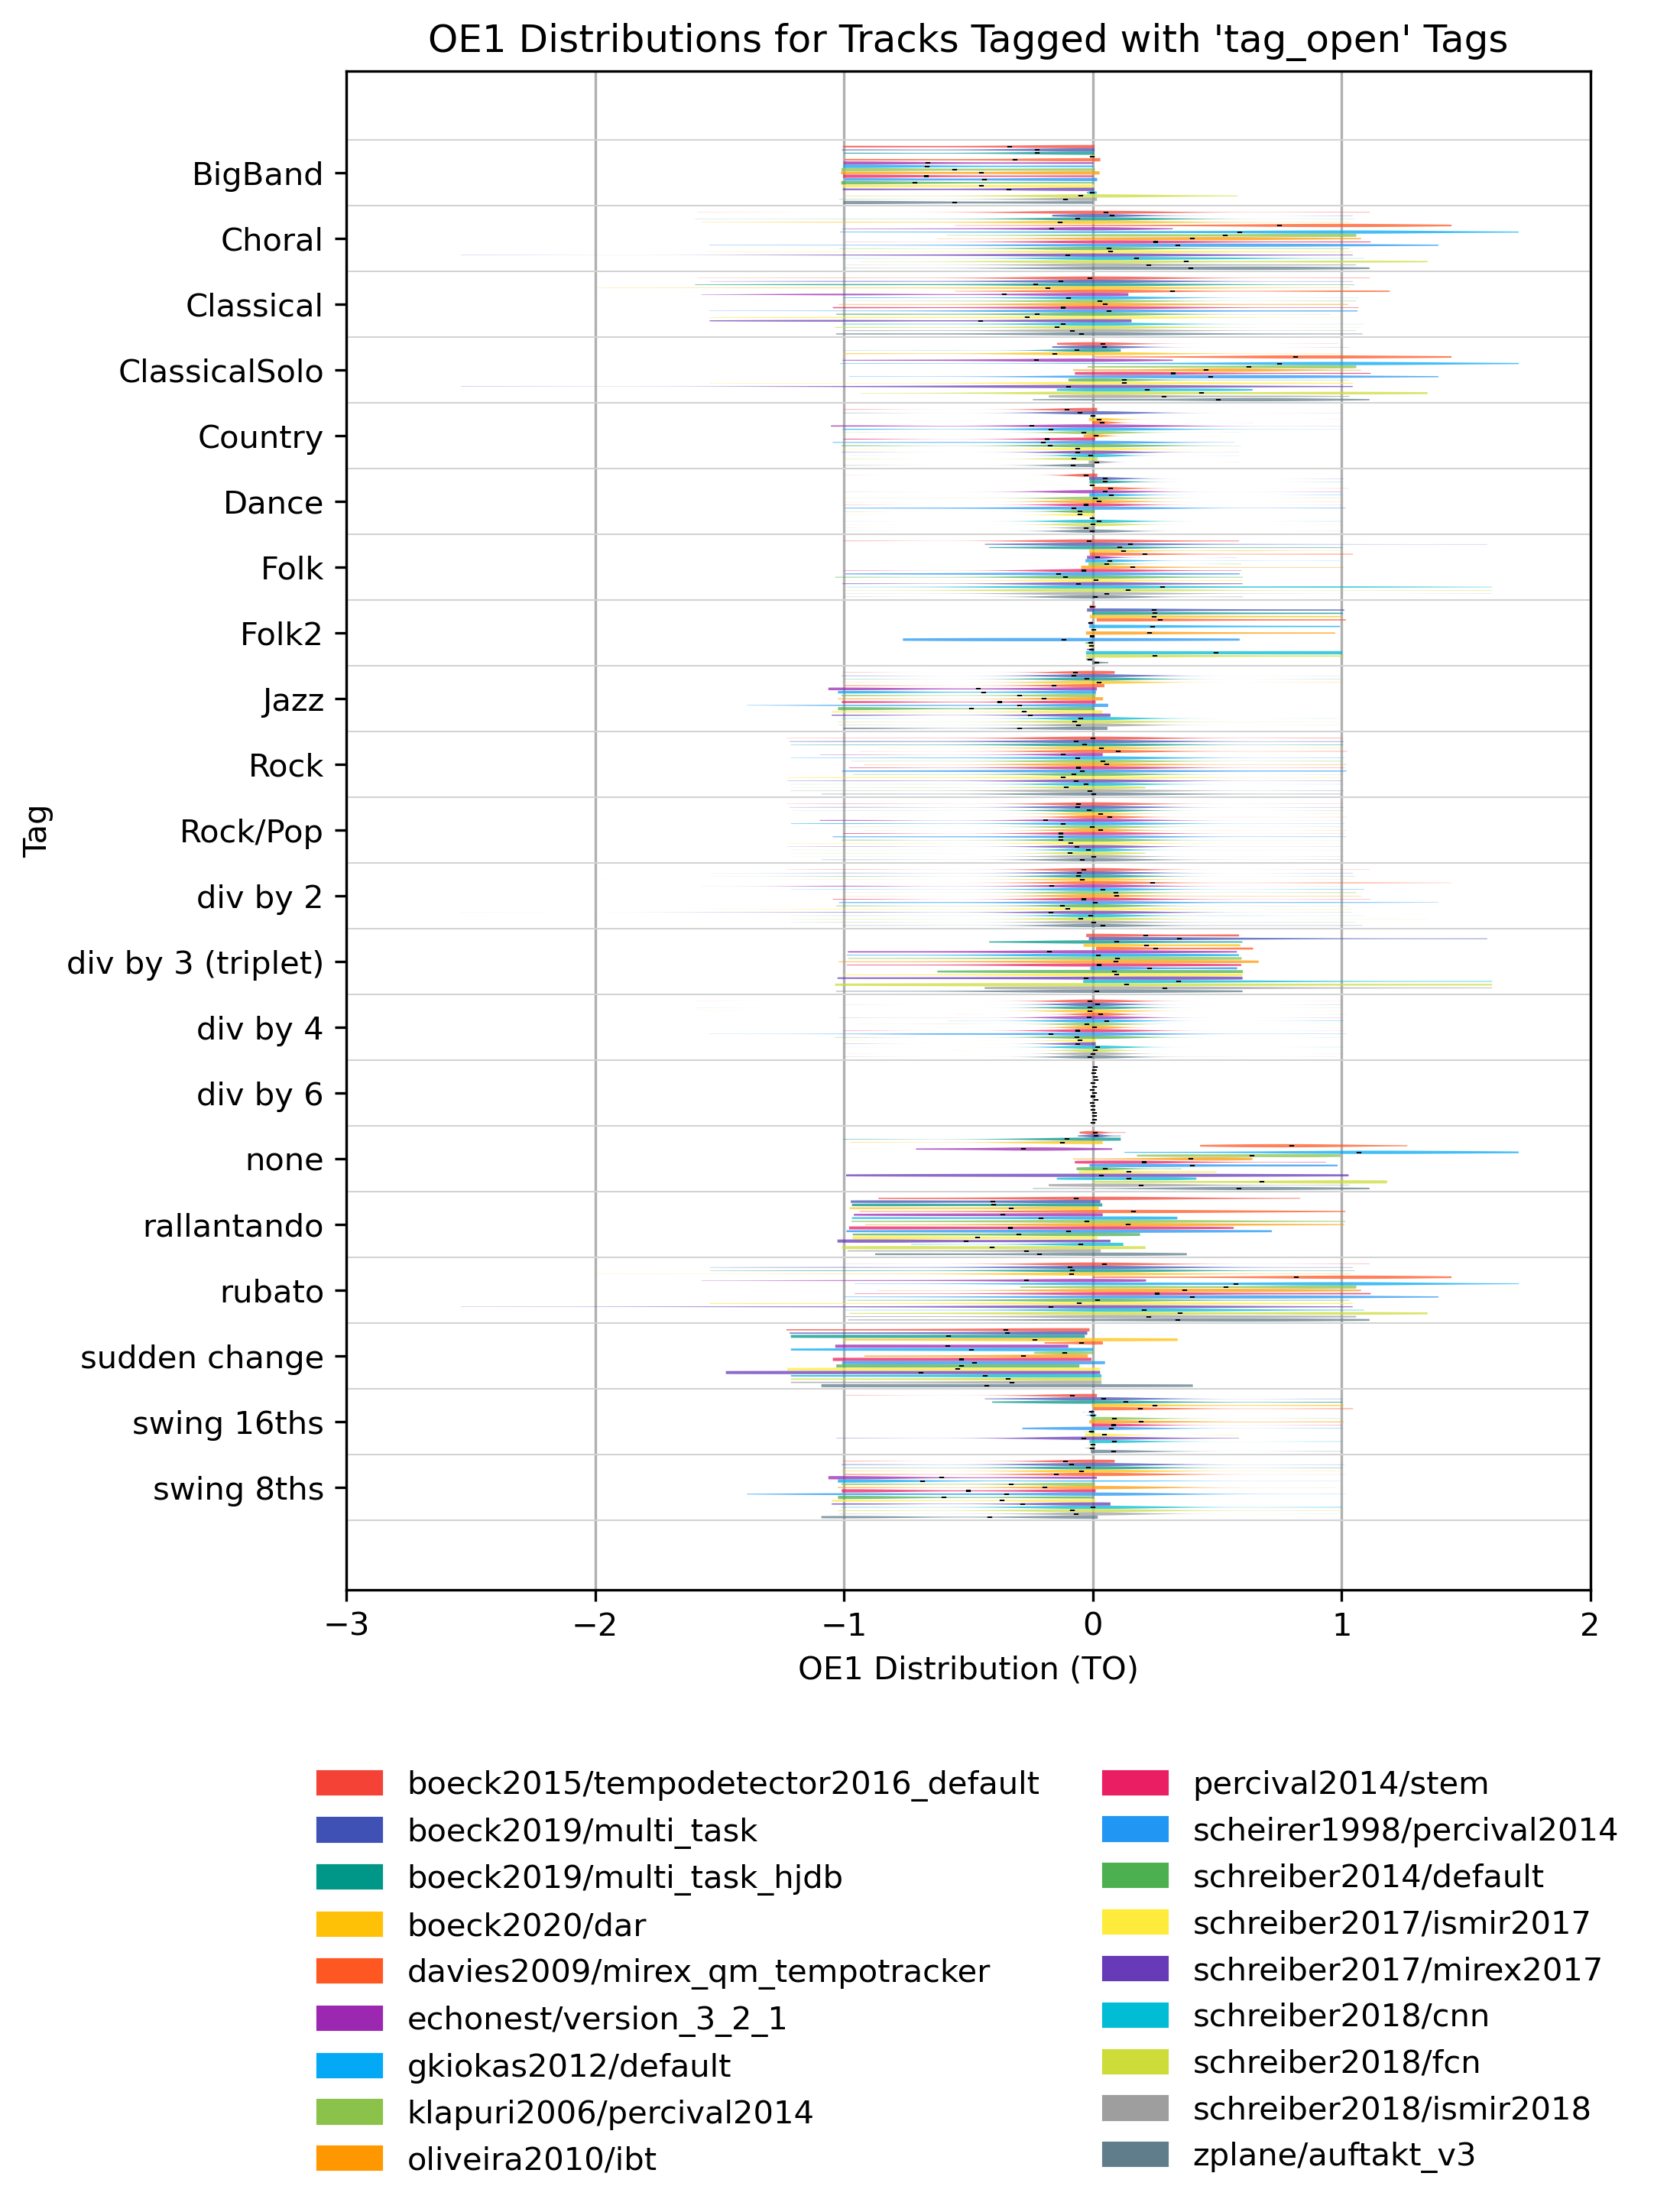 OE1 Distributions for Tracks Tagged with 'tag_open' Tags
BigBand
Choral
Classical
ClassicalSolo
Country
Dance
Folk
Folk2
Jazz
Rock
Rock/Pop
div by 2
div by 3 (triplet)
div by 4
div by 6
none
rallantando
rubato
sudden change
swing 16ths
swing 8ths
Tag
−3
−2
−1
0
1
2
OE1 Distribution (TO)
boeck2015/tempodetector2016_default
boeck2019/multi_task
boeck2019/multi_task_hjdb
boeck2020/dar
davies2009/mirex_qm_tempotracker
echonest/version_3_2_1
gkiokas2012/default
klapuri2006/percival2014
oliveira2010/ibt
percival2014/stem
scheirer1998/percival2014
schreiber2014/default
schreiber2017/ismir2017
schreiber2017/mirex2017
schreiber2018/cnn
schreiber2018/fcn
schreiber2018/ismir2018
zplane/auftakt_v3